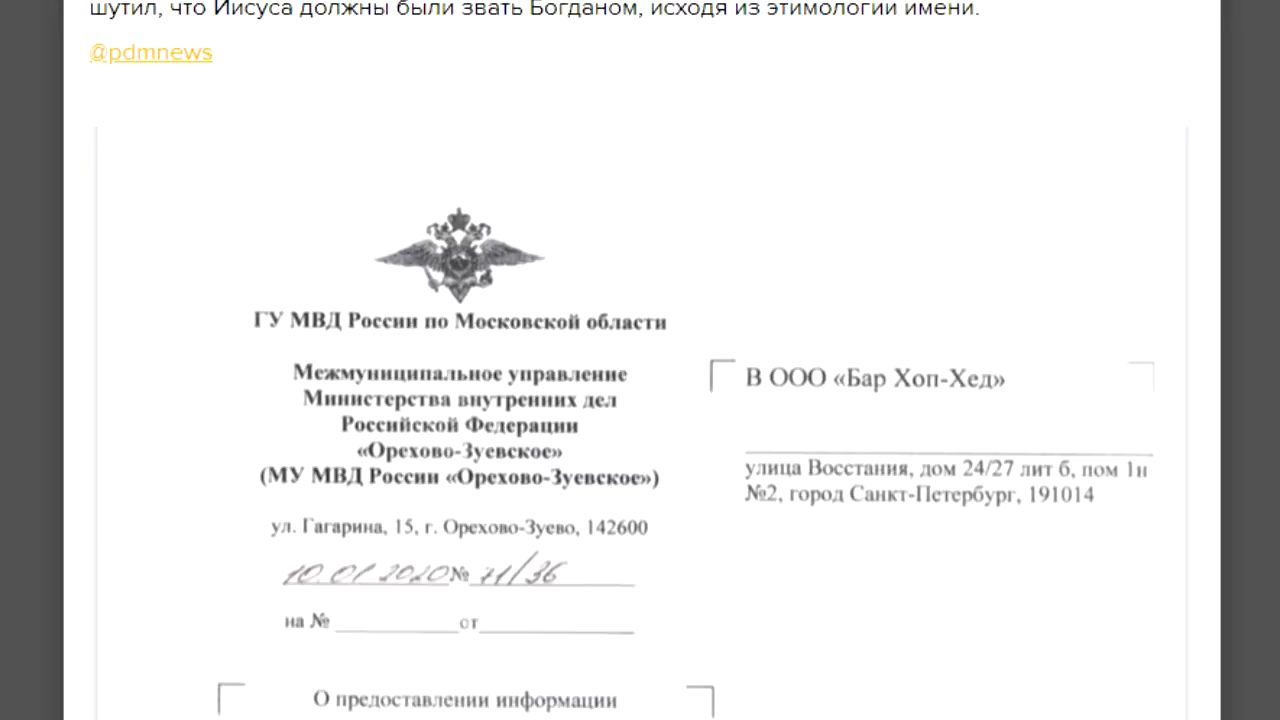 шутил, что Иисуса должны были звать Богданом, исходя из этимологии имени.
@pdmnews
ГУ МВД России по Московской области
Межмуниципальное управление
Министерства внутренних дел
Российской Федерации
«Орехово-Зуевское»
(МУ МВД России «Орехово-Зуевское»)
ул. Гагарина, 15, г. Орехово-Зуево, 142600
10.01 2020 № 71/36
на № от
О предоставлении информации
В ООО «Бар Хоп-Хед»
улица Восстания, дом 24/27 лит б, пом 1н
№2, город Санкт-Петербург, 191014